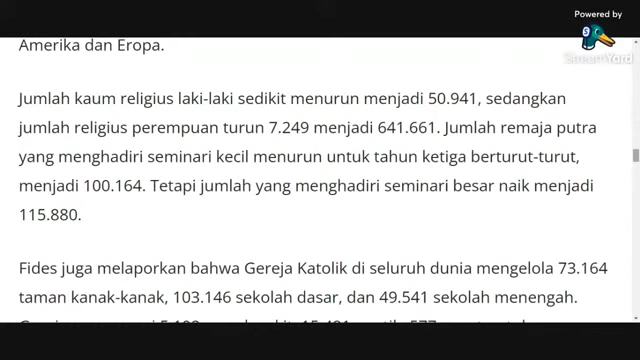 Powered by
StreamYard
Amerika dan Eropa.
Jumlah kaum religius laki-laki sedikit menurun menjadi 50.941, sedangkan
jumlah religius perempuan turun 7.249 menjadi 641.661. Jumlah remaja putra
yang menghadiri seminari kecil menurun untuk tahun ketiga berturut-turut,
menjadi 100.164. Tetapi jumlah yang menghadiri seminari besar naik menjadi
115.880.
Fides juga melaporkan bahwa Gereja Katolik di seluruh dunia mengelola 73.164
taman kanak-kanak, 103.146 sekolah dasar, dan 49.541 sekolah menengah.